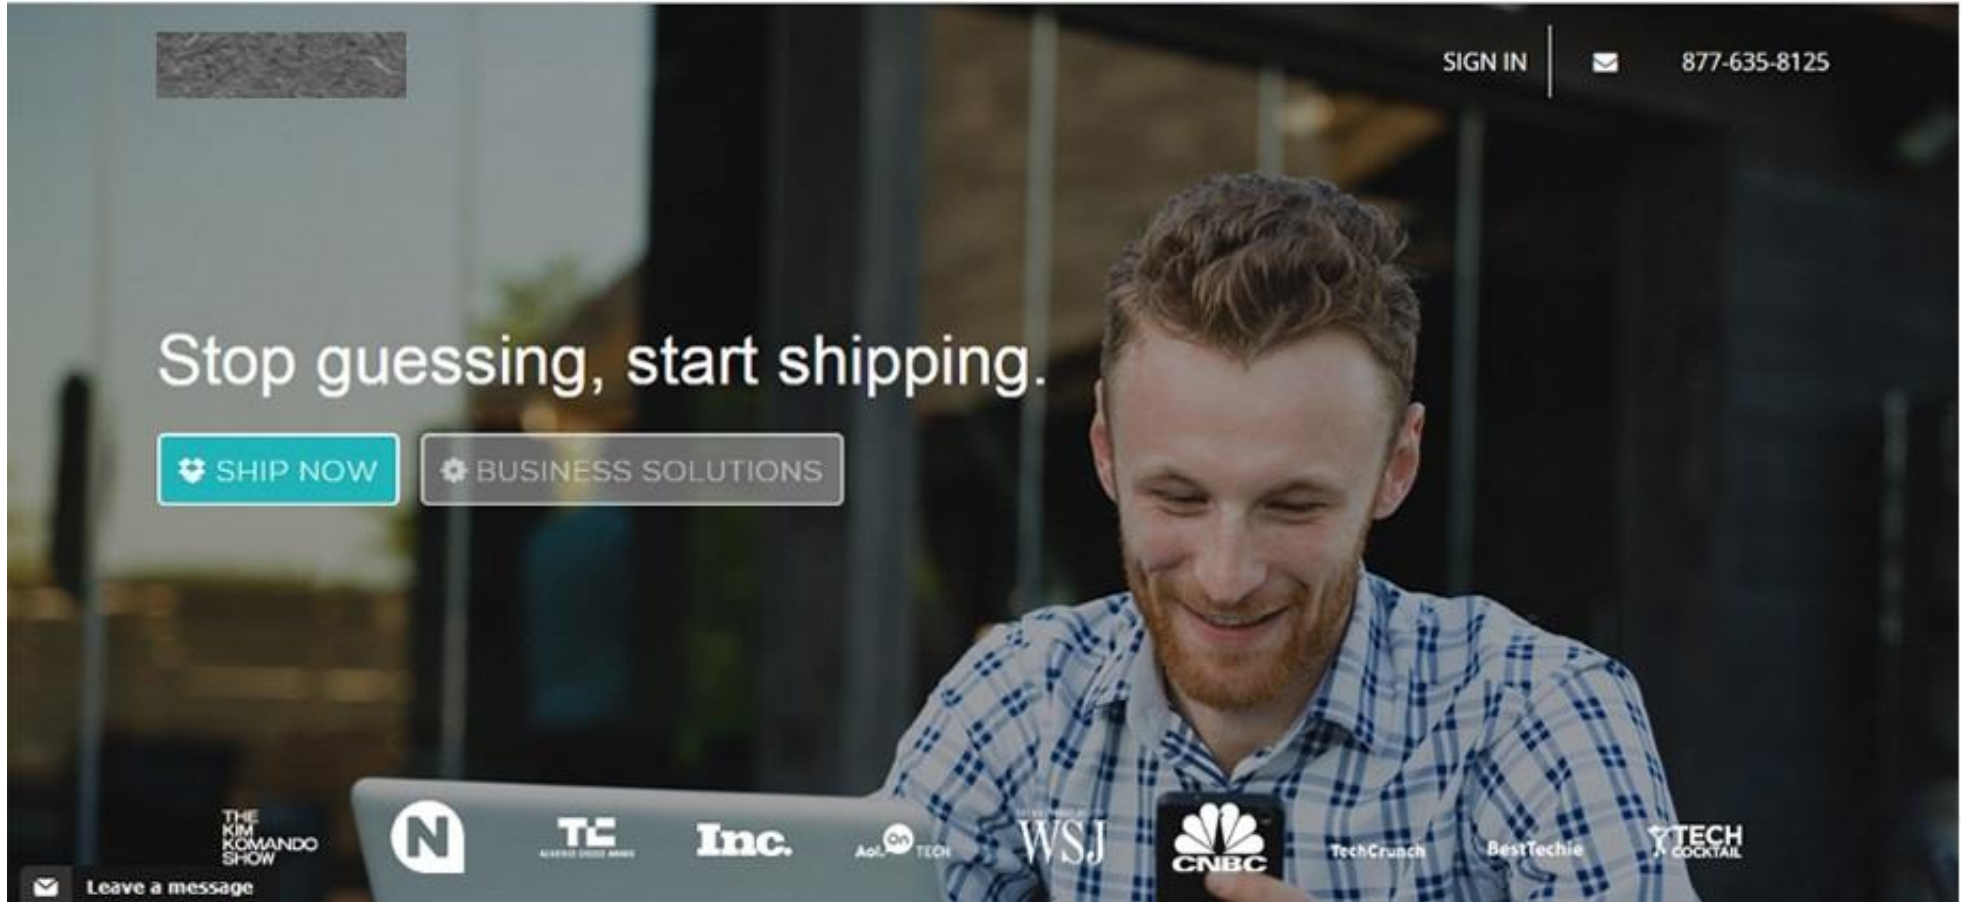 SIGN IN
877-635-8125
Stop guessing, start shipping.
SHIP NOW
BUSINESS SOLUTIONS
THE
KIM
KOMANDO
SHOW
N
TC
Inc.
Aol. On TECH
WSJ
CNBC
TechCrunch
BestTechie
TECH
COCKTAIL
Leave a message